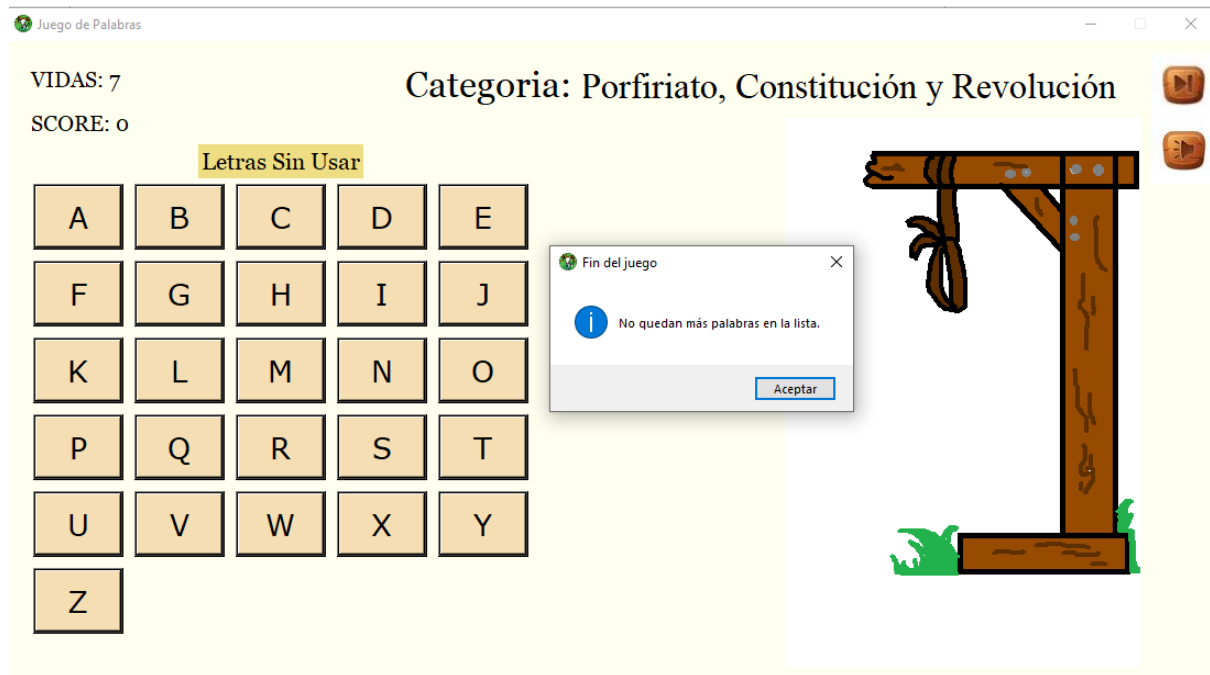 Juego de Palabras
VIDAS: 7
Categoria: Porfiriato, Constitución y Revolución
SCORE: 0
Letras Sin Usar
A B C D E
F G H I J
K L M N O
P Q R S T
U V W X Y
Z
Fin del juego
No quedan más palabras en la lista.
Aceptar